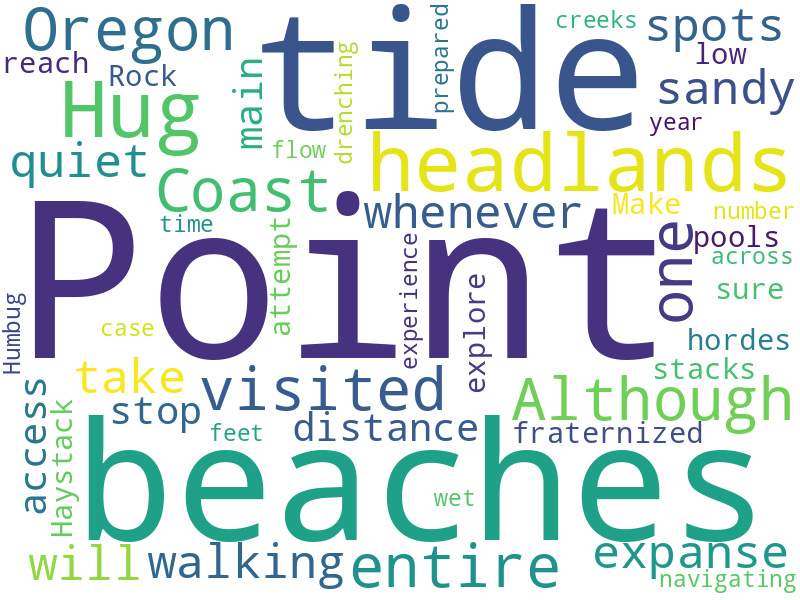 Oregon
tide
prepared
creeks
spots
reach
Rock
main
drenching
low
Hug
sandy
year
quiet
flow
headlands
Coast
whenever
Make
number
time
attempt
Point
one
pools
across
experience
explore
sure
Humbug
case
hordes
take
visited
stacks
Although
access
stop
distance
fraternized
Haystack
feet
beaches
wet
will
walking
entire
expanse
navigating